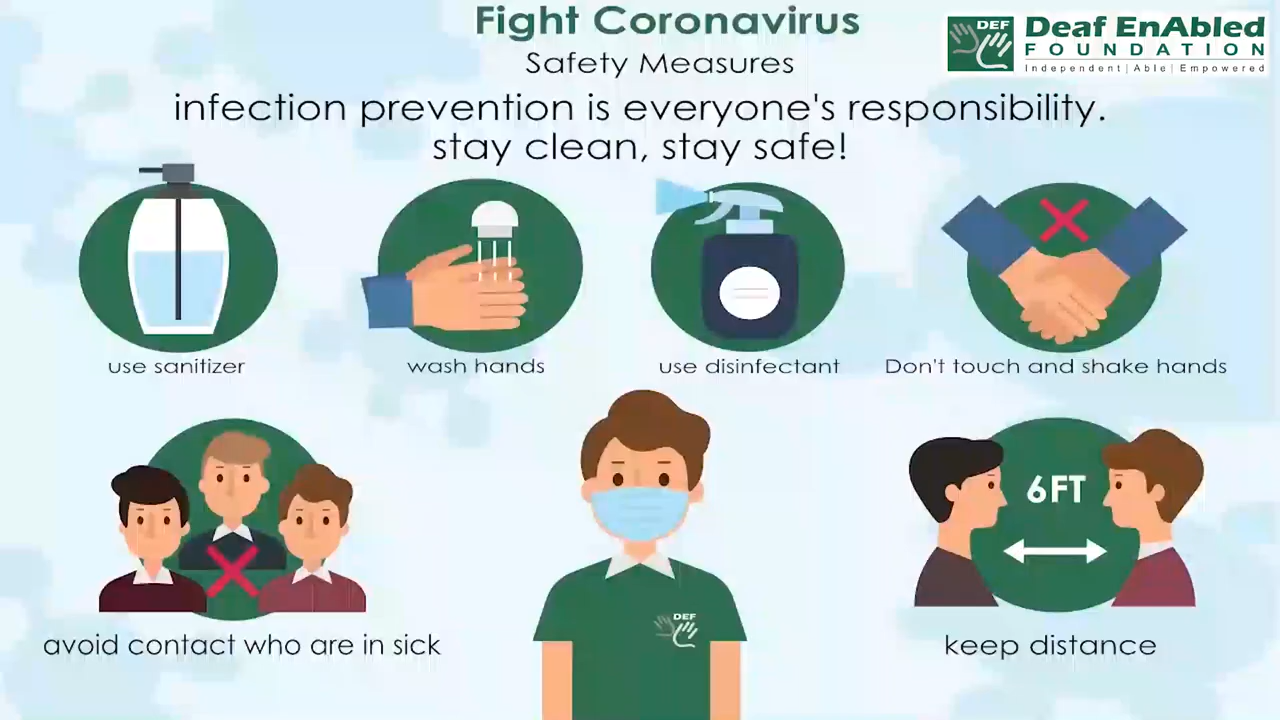 Fight Coronavirus
Safety Measures
infection prevention is everyone's responsibility.
stay clean, stay safe!
DEF
Deaf EnAbled
FOUNDATION
Independent | Able | Empowered
use sanitizer
wash hands
use disinfectant
Don't touch and shake hands
6FT
DEF
avoid contact who are in sick
keep distance